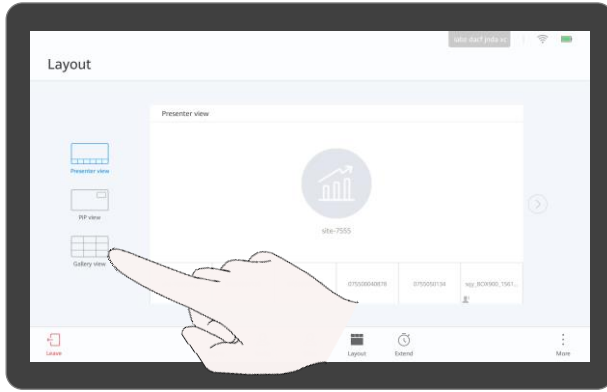 Layout
Presenter view
Presenter view
PIP view
Gallery view
site-7555
075500040878
0755050134
Leave
Layout
Extend
More